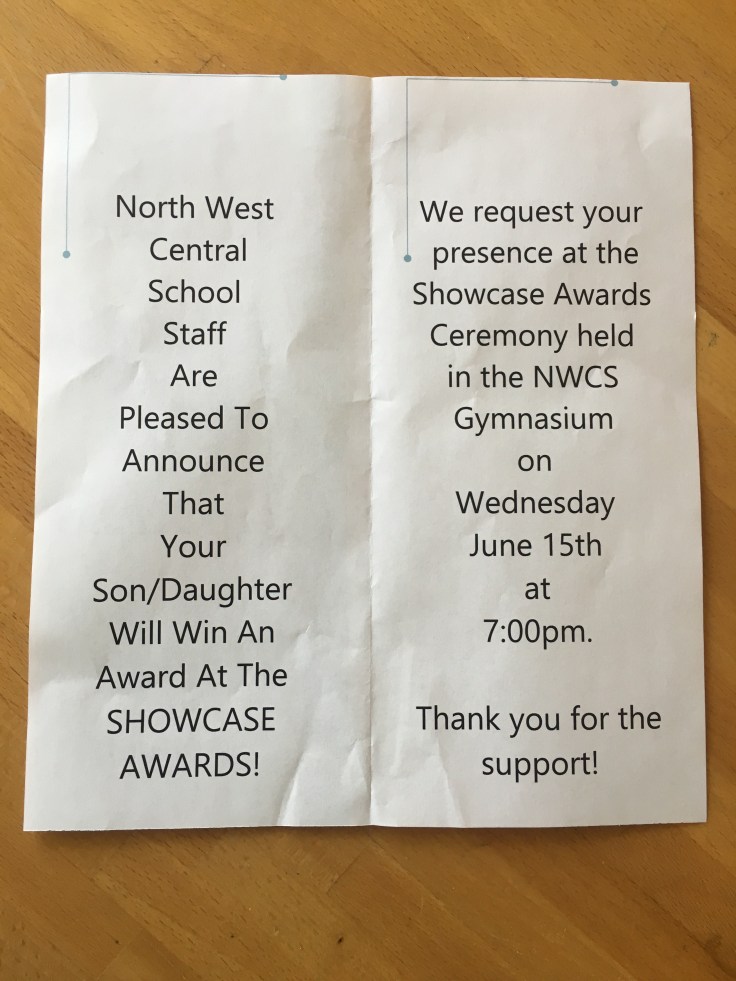 North West
Central
School
Staff
Are
Pleased To
Announce
That
Your
Son/Daughter
Will Win An
Award At The
SHOWCASE
AWARDS!
We request your
presence at the
Showcase Awards
Ceremony held
in the NWCS
Gymnasium
on
Wednesday
June 15th
at
7:00pm.
Thank you for the
support!